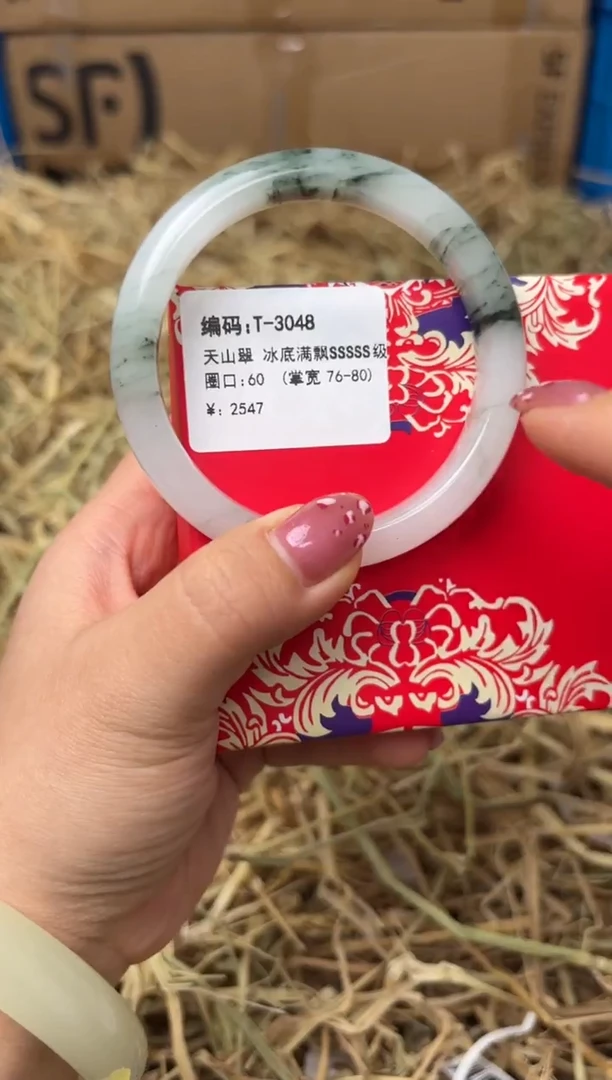 SF)
编码:T-3048
天山翠 冰底满飘SSSSS级
圈口:60 (掌宽 76-80)
¥: 2547